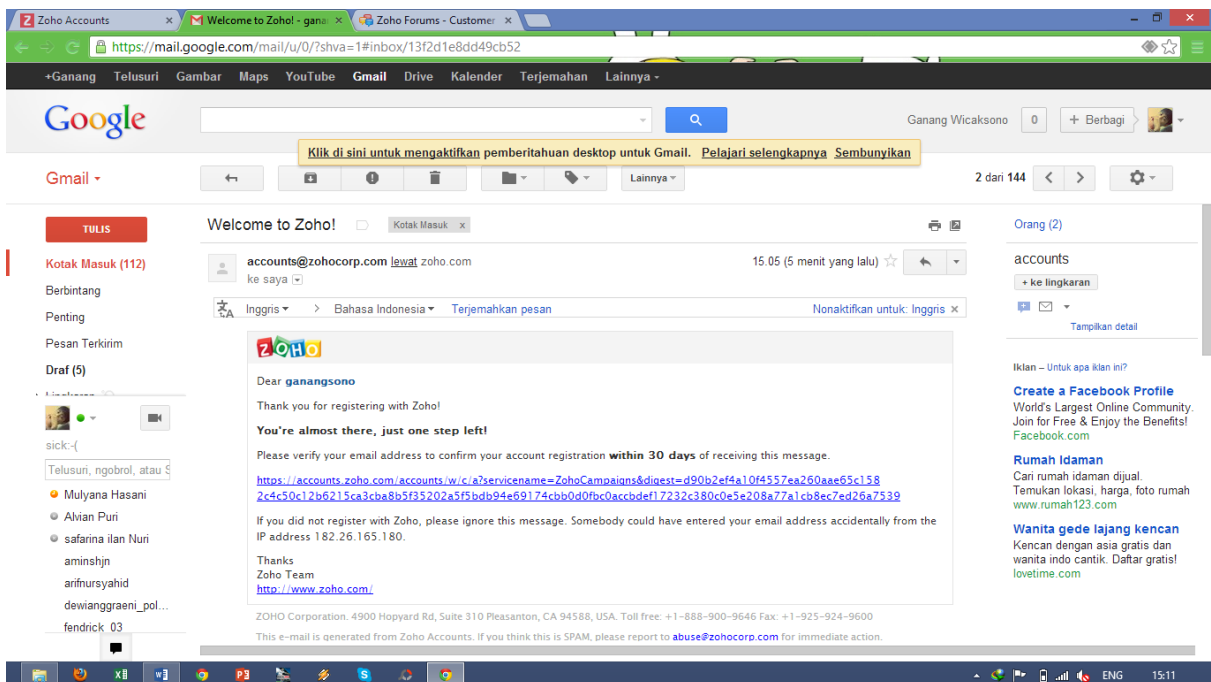 Zoho Accounts
Welcome to Zoho! - ganan
Zoho Forums - Customer
https://mail.google.com/mail/u/0/?shva=1#inbox/13f2d1e8dd49cb52
+Ganang Telusuri Gambar Maps YouTube Gmail Drive Kalender Terjemahan Lainnya
Google
Ganang Wicaksono 0 + Berbagi
Klik di sini untuk mengaktifkan pemberitahuan desktop untuk Gmail. Pelajari selengkapnya Sembunyikan
Gmail
Lainnya
2 dari 144
TULIS
Kotak Masuk (112)
Berbintang
Penting
Pesan Terkirim
Draf (5)
sick:-(
Telusuri, ngobrol, atau S
Mulyana Hasani
Alvian Puri
safarina ilan Nuri
aminshjn
arifnursyahid
dewianggraeni_pol...
fendrick_03
Welcome to Zoho! Kotak Masuk x
accounts@zohocorp.com lewat zoho.com
15.05 (5 menit yang lalu)
ke saya
Inggris > Bahasa Indonesia Terjemahkan pesan
Nonaktifkan untuk: Inggris x
ZOHO
Dear ganangsono
Thank you for registering with Zoho!
You're almost there, just one step left!
Please verify your email address to confirm your account registration within 30 days of receiving this message.
https://accounts.zoho.com/accounts/w/c/a?servicename=ZohoCampaigns&digest=d90b2ef4a10f4557ea260aae65c158
2c4c50c12b6215ca3cba8b5f35202a5f5bdb94e69174cbb0d0fbc0accbdef17232c380c0e5e208a77a1cb8ec7ed26a7539
If you did not register with Zoho, please ignore this message. Somebody could have entered your email address accidentally from the
IP address 182.26.165.180.
Thanks
Zoho Team
http://www.zoho.com/
ZOHO Corporation. 4900 Hopyard Rd, Suite 310 Pleasanton, CA 94588, USA. Toll free: +1-888-900-9646 Fax: +1-925-924-9600
This e-mail is generated from Zoho Accounts. If you think this is SPAM, please report to abuse@zohocorp.com for immediate action.
Orang (2)
accounts
+ ke lingkaran
Tampilkan detail
Iklan – Untuk apa iklan ini?
Create a Facebook Profile
World's Largest Online Community.
Join for Free & Enjoy the Benefits!
Facebook.com
Rumah Idaman
Cari rumah idaman dijual.
Temukan lokasi, harga, foto rumah
www.rumah123.com
Wanita gede lajang kencan
Kencan dengan asia gratis dan
wanita indo cantik. Daftar gratis!
lovetime.com
ENG 15:11